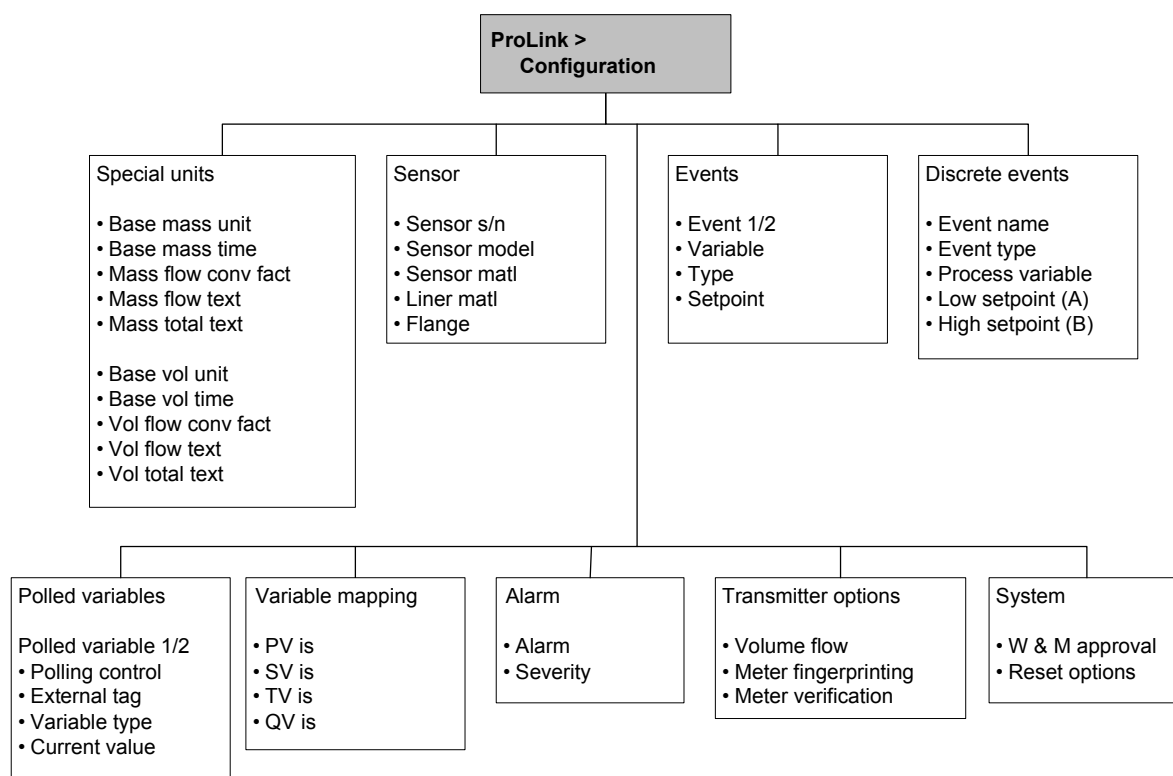 ProLink >
Configuration
Special units
• Base mass unit
• Base mass time
• Mass flow conv fact
• Mass flow text
• Mass total text
• Base vol unit
• Base vol time
• Vol flow conv fact
• Vol flow text
• Vol total text
Sensor
• Sensor s/n
• Sensor model
• Sensor matl
• Liner matl
• Flange
Events
• Event 1/2
• Variable
• Type
• Setpoint
Discrete events
• Event name
• Event type
• Process variable
• Low setpoint (A)
• High setpoint (B)
Polled variables
Polled variable 1/2
• Polling control
• External tag
• Variable type
• Current value
Variable mapping
• PV is
• SV is
• TV is
• QV is
Alarm
• Alarm
• Severity
Transmitter options
• Volume flow
• Meter fingerprinting
• Meter verification
System
• W & M approval
• Reset options